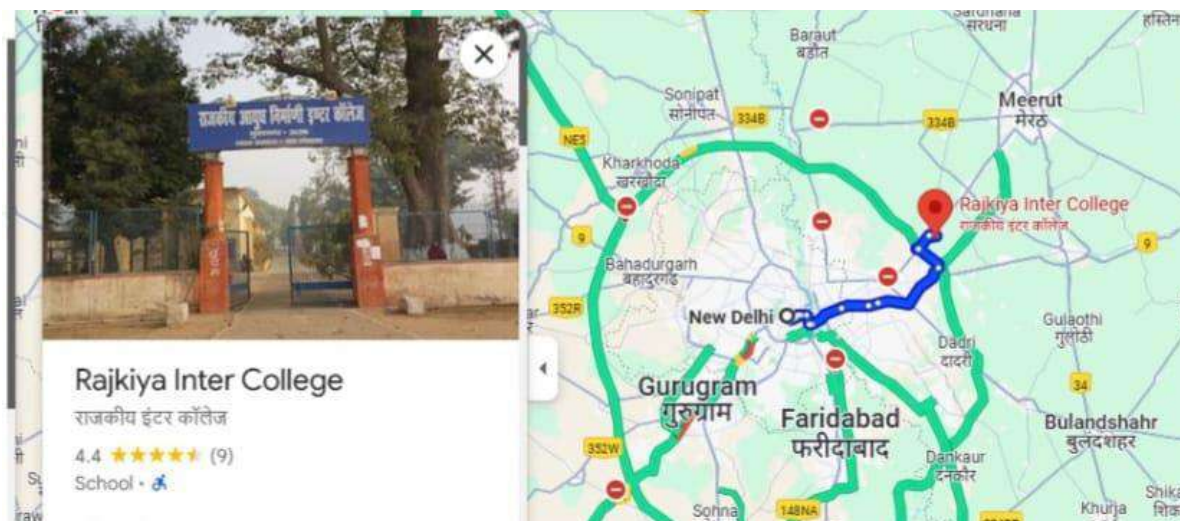 राजकीय आयुध निर्माणी इण्टर कॉलेज
Rajkiya Inter College
राजकीय इंटर कॉलेज
4.4
(9)
School
Baraut
बड़ौत
सरधना
Sonipat
सोनीपत
334B
334B
Meerut
मेरठ
NE5
Kharkhoda
खरखौदा
Rajkiya Inter College
राजकीय इंटर कॉलेज
9
9
Bahadurgarh
बहादुरगढ़
352R
New Delhi
Gulaothi
गुलोठी
Dadri
दादरी
Gurugram
गुरुग्राम
34
Faridabad
फरीदाबाद
Bulandshahr
बुलंदशहर
352W
Dankaur
दनकौर
Sohna
148NA
Khurja